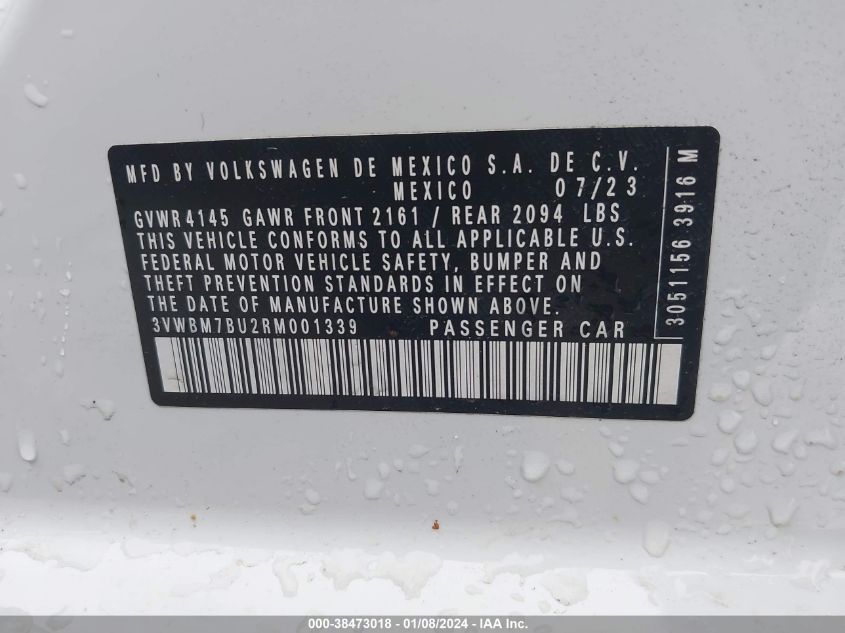 MFD BY VOLKSWAGEN DE MEXICO S.A. DE C.V.
MEXICO 07/23
GVWR 4145 GAWR FRONT 2161 / REAR 2094 LBS
THIS VEHICLE CONFORMS TO ALL APPLICABLE U.S.
FEDERAL MOTOR VEHICLE SAFETY, BUMPER AND
THEFT PREVENTION STANDARDS IN EFFECT ON
THE DATE OF MANUFACTURE SHOWN ABOVE.
3VWBM7BU2RM001339 PASSENGER CAR
3051156 3916 M
000-38473018 - 01/08/2024 - IAA Inc.